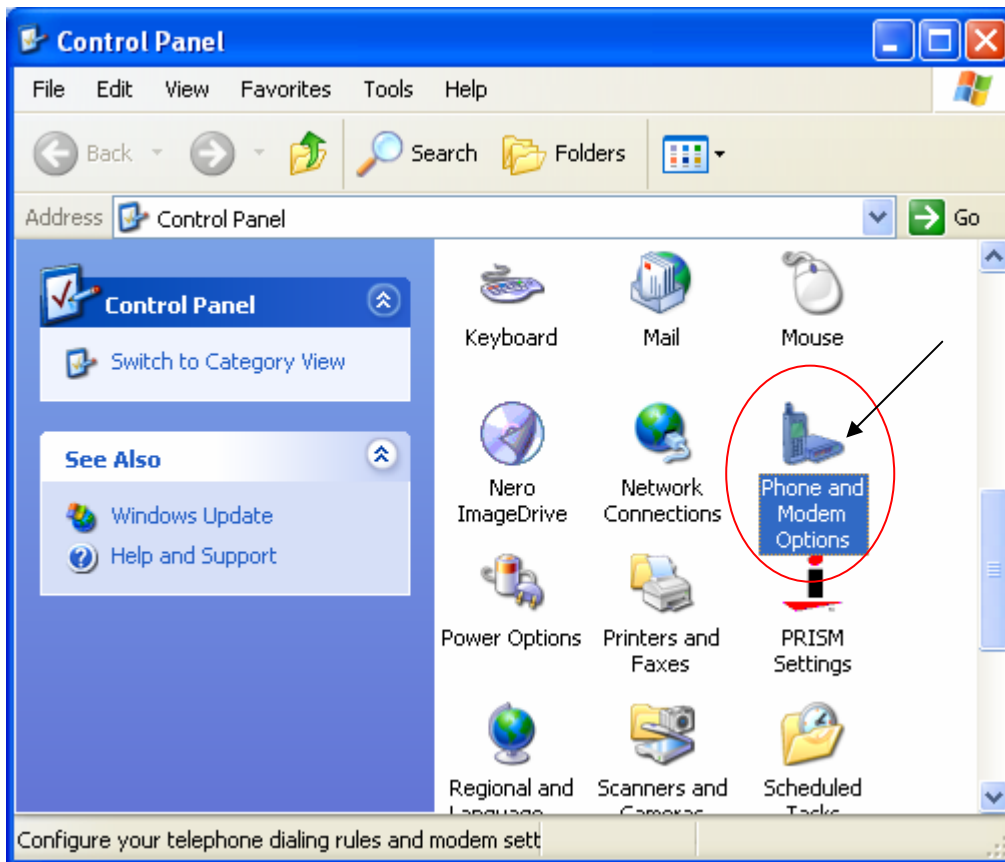 Control Panel
File Edit View Favorites Tools Help
Back Search Folders
Address Control Panel Go
Control Panel
Switch to Category View
See Also
Windows Update
Help and Support
Keyboard Mail Mouse
Nero
ImageDrive
Network
Connections
Phone and
Modem
Options
Power Options
Printers and
Faxes
PRISM
Settings
Regional and
Language
Scanners and
Cameras
Scheduled
Tasks
Configure your telephone dialing rules and modem sett